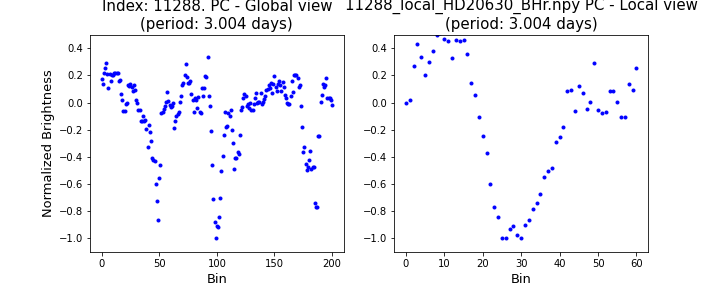 Index: 11288. PC - Global view
(period: 3.004 days)
11288_local_HD20630_BHr.npy PC - Local view
(period: 3.004 days)
Normalized Brightness
0.4
0.2
0.0
−0.2
−0.4
−0.6
−0.8
−1.0
0 50 100 150 200
Bin
0.4
0.2
0.0
−0.2
−0.4
−0.6
−0.8
−1.0
0 10 20 30 40 50 60
Bin